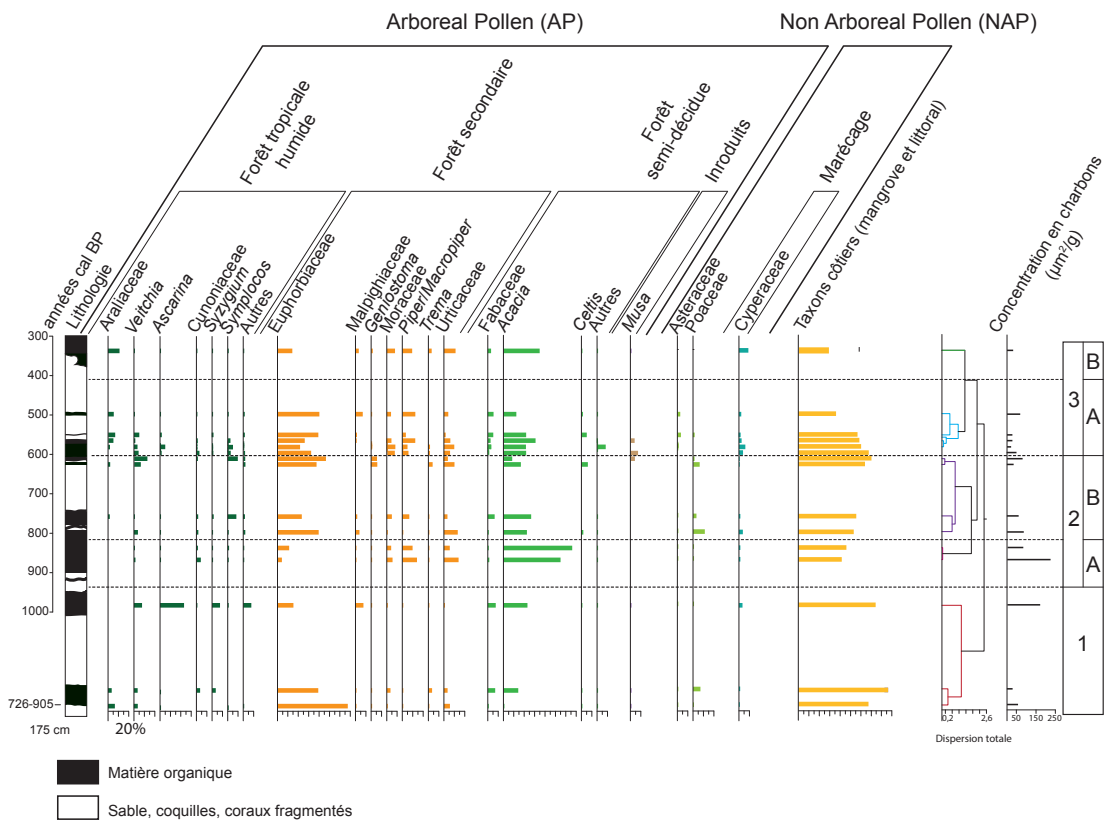 Arboreal Pollen (AP)
Non Arboreal Pollen (NAP)
Forêt tropicale
humide
Forêt secondaire
Forêt
semi-décidue
Inroduits
Marécage
années cal BP
Lithologie
Araliaceae
Veitchia
Ascarina
Cunoniaceae
Syzygium
Symplocos
Autres
Euphorbiaceae
Malpighiaceae
Geniostoma
Moraceae
Piper/Macropiper
Trema
Urticaceae
Fabaceae
Acacia
Celtis
Autres
Musa
Asteraceae
Poaceae
Cyperaceae
Taxons côtiers (mangrove et littoral)
Concentration en charbons
(µm²/g)
300
400
500
600
700
800
900
1000
726-905
175 cm
20%
B
3
A
B
2
A
1
0,2
2,6
Dispersion totale
50
150
250
Matière organique
Sable, coquilles, coraux fragmentés